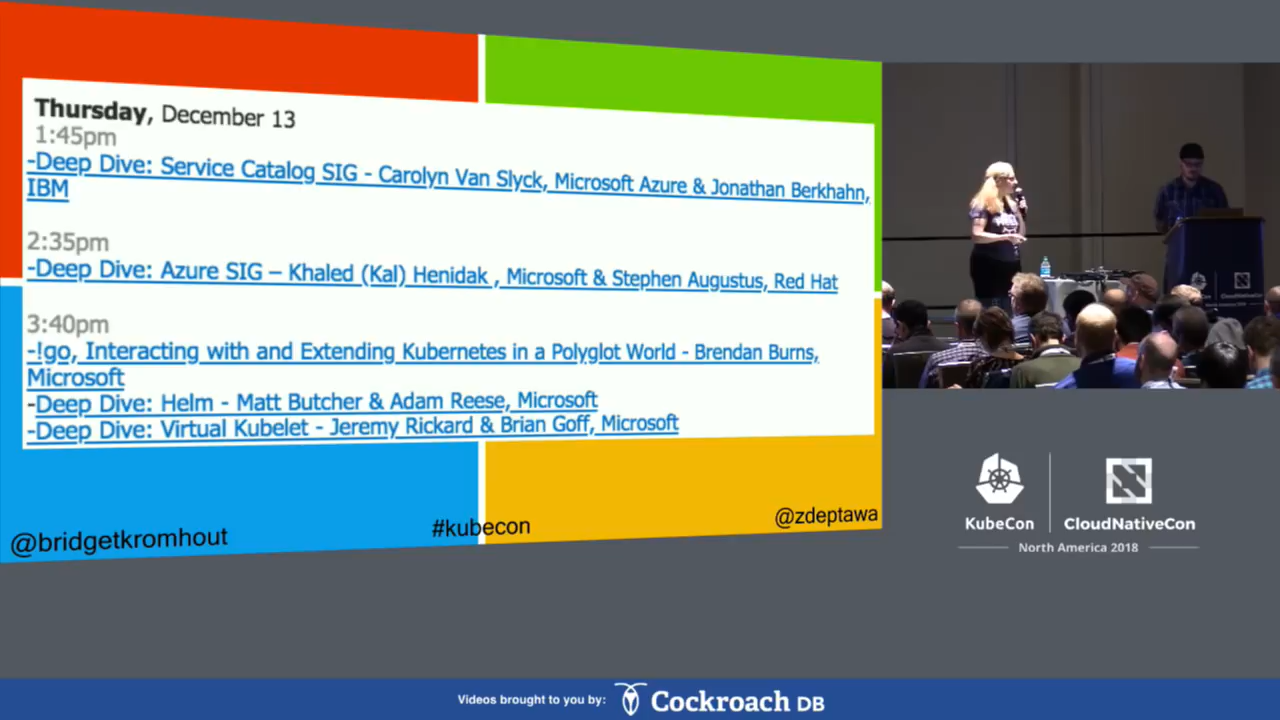 Thursday, December 13
1:45pm
-Deep Dive: Service Catalog SIG - Carolyn Van Slyck, Microsoft Azure & Jonathan Berkhahn,
IBM
2:35pm
-Deep Dive: Azure SIG – Khaled (Kal) Henidak , Microsoft & Stephen Augustus, Red Hat
3:40pm
-!go, Interacting with and Extending Kubernetes in a Polyglot World - Brendan Burns,
Microsoft
-Deep Dive: Helm - Matt Butcher & Adam Reese, Microsoft
-Deep Dive: Virtual Kubelet - Jeremy Rickard & Brian Goff, Microsoft
@bridgetkromhout
#kubecon
@zdeptawa
CloudNativeCon
KubeCon
CloudNativeCon
North America 2018
Videos brought to you by:
Cockroach DB